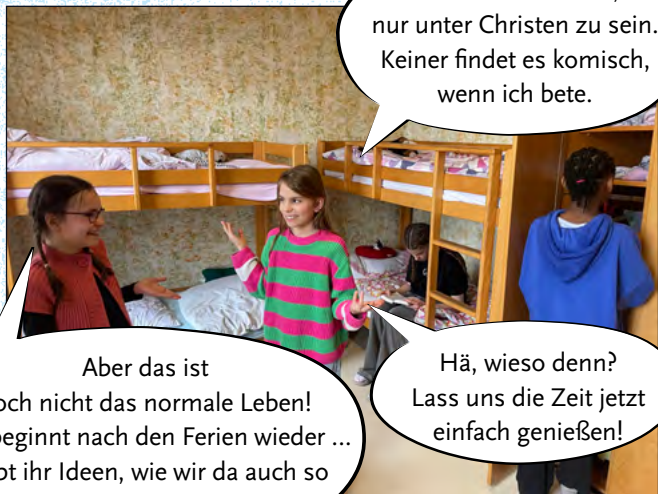 nur unter Christen zu sein.
Keiner findet es komisch,
wenn ich bete.
Hä, wieso denn?
Lass uns die Zeit jetzt
einfach genießen!
Aber das ist
nicht das normale Leben!
beginnt nach den Ferien wieder ...
ihr Ideen, wie wir da auch so